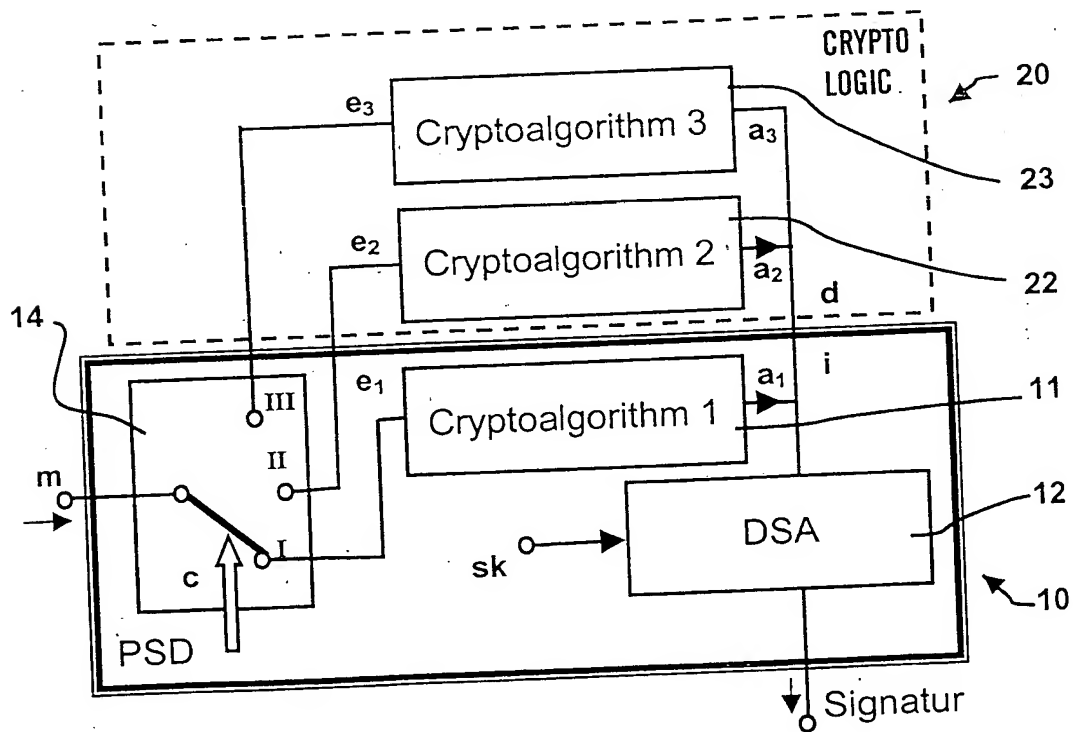 CRYPTO
LOGIC
20
e3
Cryptoalgorithm 3
a3
23
e2
Cryptoalgorithm 2
a2
22
d
14
i
e1
Cryptoalgorithm 1
a1
11
III
II
m
I
c
sk
DSA
12
10
PSD
Signatur